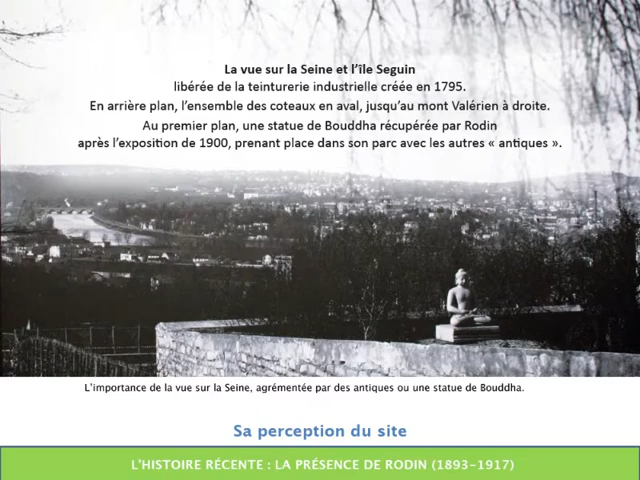 La vue sur la Seine et l'île Seguin
libérée de la teinturerie industrielle créée en 1795.
En arrière plan, l'ensemble des coteaux en aval, jusqu'au mont Valérien à droite.
Au premier plan, une statue de Bouddha récupérée par Rodin
après l'exposition de 1900, prenant place dans son parc avec les autres « antiques ».
L'importance de la vue sur la Seine, agrémentée par des antiques ou une statue de Bouddha.
Sa perception du site
L'HISTOIRE RÉCENTE : LA PRÉSENCE DE RODIN (1893-1917)